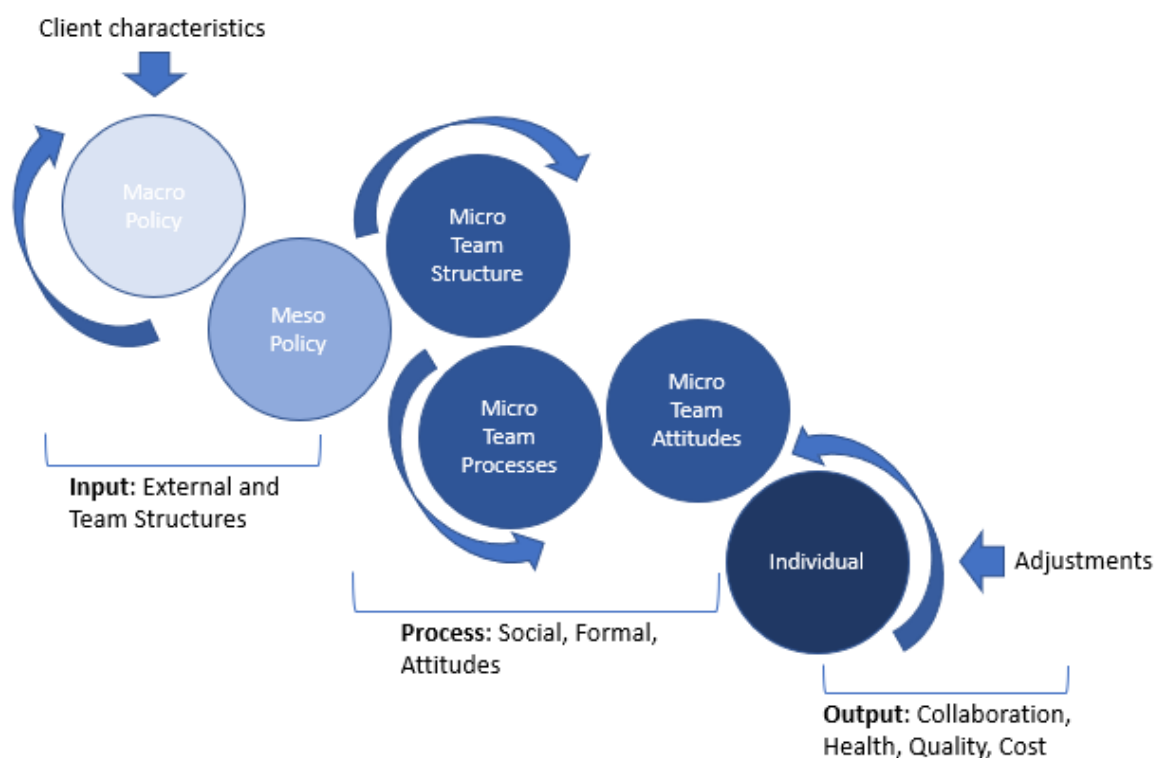 Client characteristics
Macro
Policy
Meso
Policy
Micro
Team
Structure
Micro
Team
Processes
Micro
Team
Attitudes
Individual
Adjustments
Input: External and
Team Structures
Process: Social, Formal,
Attitudes
Output: Collaboration,
Health, Quality, Cost